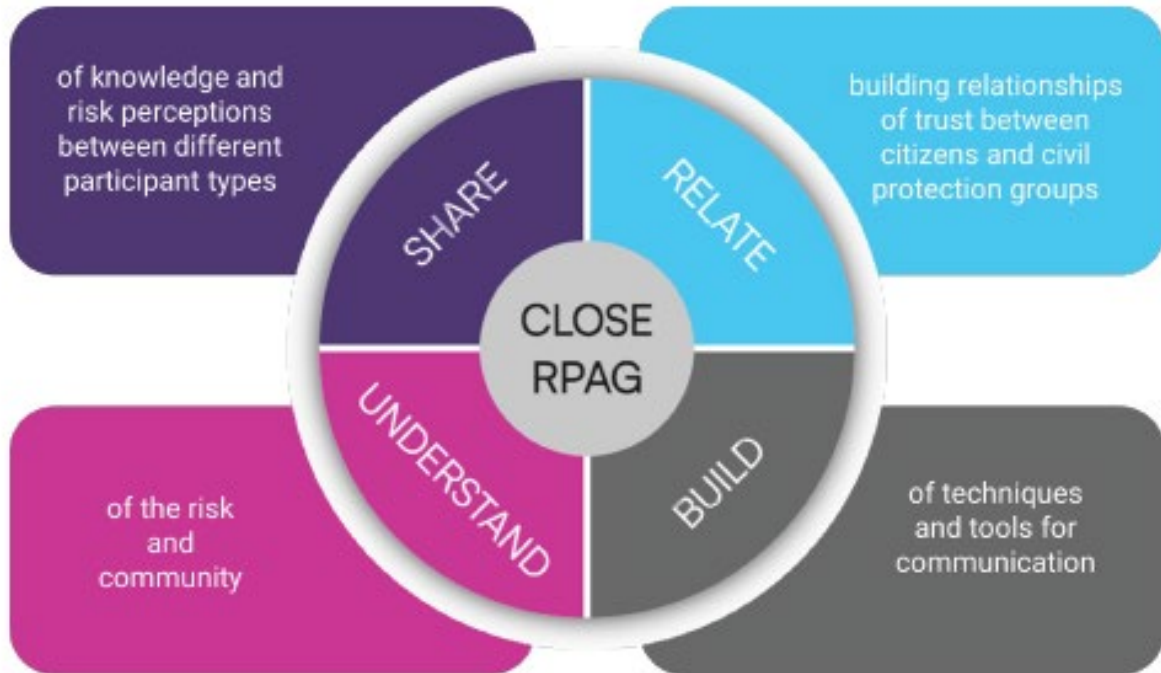 of knowledge and
risk perceptions
between different
participant types
SHARE
RELATE
building relationships
of trust between
citizens and civil
protection groups
CLOSE
RPAG
of the risk
and
community
UNDERSTAND
BUILD
of techniques
and tools for
communication